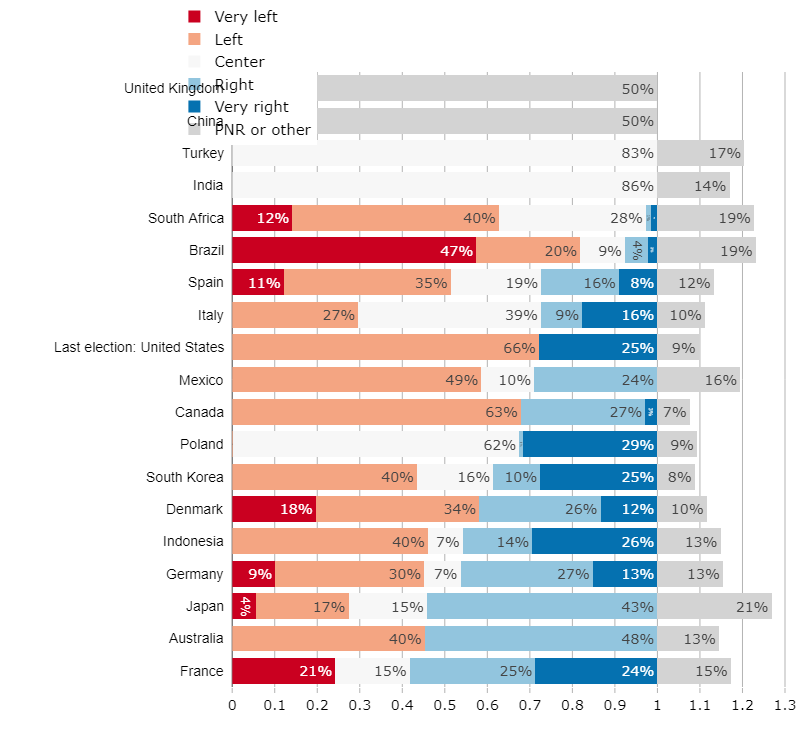 Very left
Left
Center
Right
Very right
PNR or other
United Kingdom 50%
China 50%
Turkey 83% 17%
India 86% 14%
South Africa 12% 40% 28% 19%
Brazil 47% 20% 9% 4% 19%
Spain 11% 35% 19% 16% 8% 12%
Italy 27% 39% 9% 16% 10%
Last election: United States 66% 25% 9%
Mexico 49% 10% 24% 16%
Canada 63% 27% 7%
Poland 62% 29% 9%
South Korea 40% 16% 10% 25% 8%
Denmark 18% 34% 26% 12% 10%
Indonesia 40% 7% 14% 26% 13%
Germany 9% 30% 7% 27% 13% 13%
Japan 4% 17% 15% 43% 21%
Australia 40% 48% 13%
France 21% 15% 25% 24% 15%
0 0.1 0.2 0.3 0.4 0.5 0.6 0.7 0.8 0.9 1 1.1 1.2 1.3